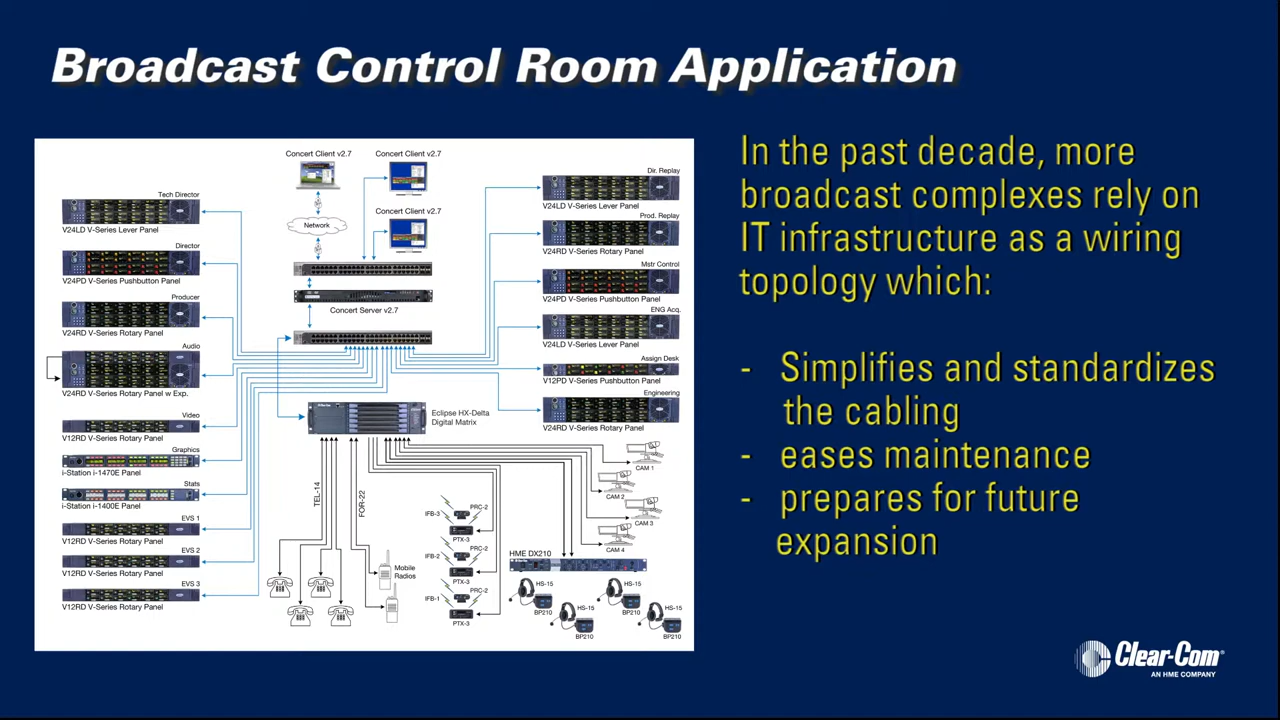 Broadcast Control Room Application
In the past decade, more
broadcast complexes rely on
IT infrastructure as a wiring
topology which:
- Simplifies and standardizes
the cabling
- eases maintenance
- prepares for future
expansion
Concert Client v2.7
Concert Client v2.7
Concert Client v2.7
Network
Concert Server v2.7
Tech Director
V24LD V-Series Lever Panel
Director
V24PD V-Series Pushbutton Panel
Producer
V24RD V-Series Rotary Panel
Audio
V24RD V-Series Rotary Panel w Exp.
Video
V12RD V-Series Rotary Panel
Graphics
i-Station i-1470E Panel
Stats
i-Station i-1400E Panel
EVS 1
V12RD V-Series Rotary Panel
EVS 2
V12RD V-Series Rotary Panel
EVS 3
V12RD V-Series Rotary Panel
Dir. Replay
V24LD V-Series Lever Panel
Prod. Replay
V24RD V-Series Rotary Panel
Mstr Control
V24PD V-Series Pushbutton Panel
ENG Acq.
V24LD V-Series Lever Panel
Assign Desk
V12PD V-Series Pushbutton Panel
Engineering
V24RD V-Series Rotary Panel
Eclipse HX-Delta
Digital Matrix
TEL-14
FOR-22
Mobile
Radios
IFB-3
PRC-2
PTX-3
IFB-2
PRC-2
PTX-3
IFB-1
PRC-2
PTX-3
CAM 1
CAM 2
CAM 3
CAM 4
HME DX210
HS-15
BP210
HS-15
BP210
HS-15
BP210
HS-15
BP210
Clear-Com®
AN HME COMPANY